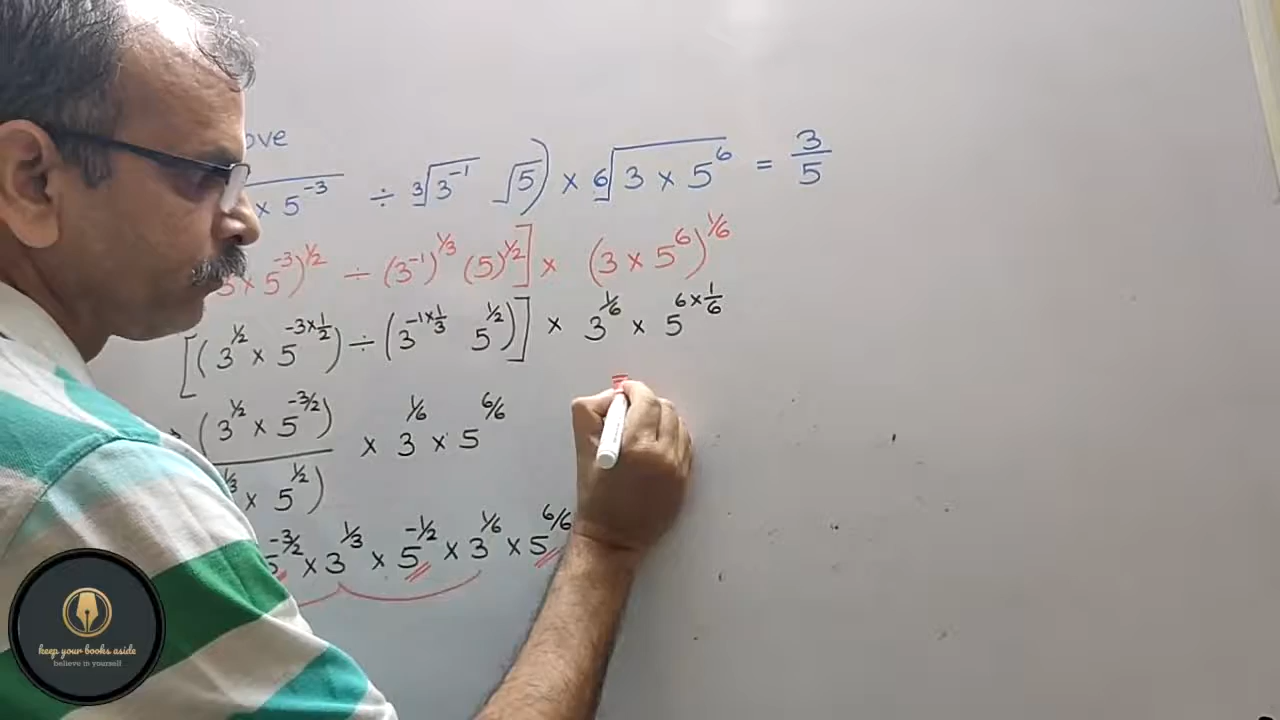 ove
× 5⁻³ ÷ ∛3⁻¹ √5) × ⁶√3 × 5⁶ = 3/5
3 × 5⁻³)^1/2 ÷ (3⁻¹)^1/3 (5)^1/2] × (3 × 5⁶)^1/6
[(3^1/2 × 5^-3×1/2) ÷ (3^-1×1/3 5^1/2)] × 3^1/6 × 5^6×1/6
(3^1/2 × 5^-3/2) × 3^1/6 × 5^6/6
1/3 × 5^1/2)
5^-3/2 × 3^1/3 × 5^-1/2 × 3^1/6 × 5^6/6
keep your books aside
believe in yourself